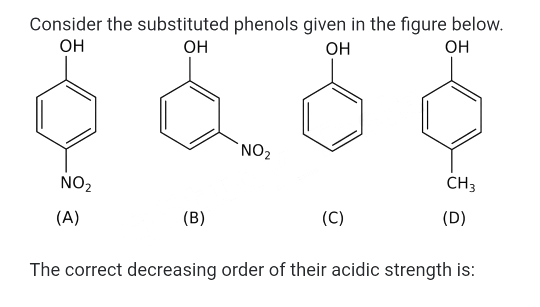 Consider the substituted phenols given in the figure below.
OH OH OH OH
NO₂
NO₂ CH₃
(A) (B) (C) (D)
The correct decreasing order of their acidic strength is: